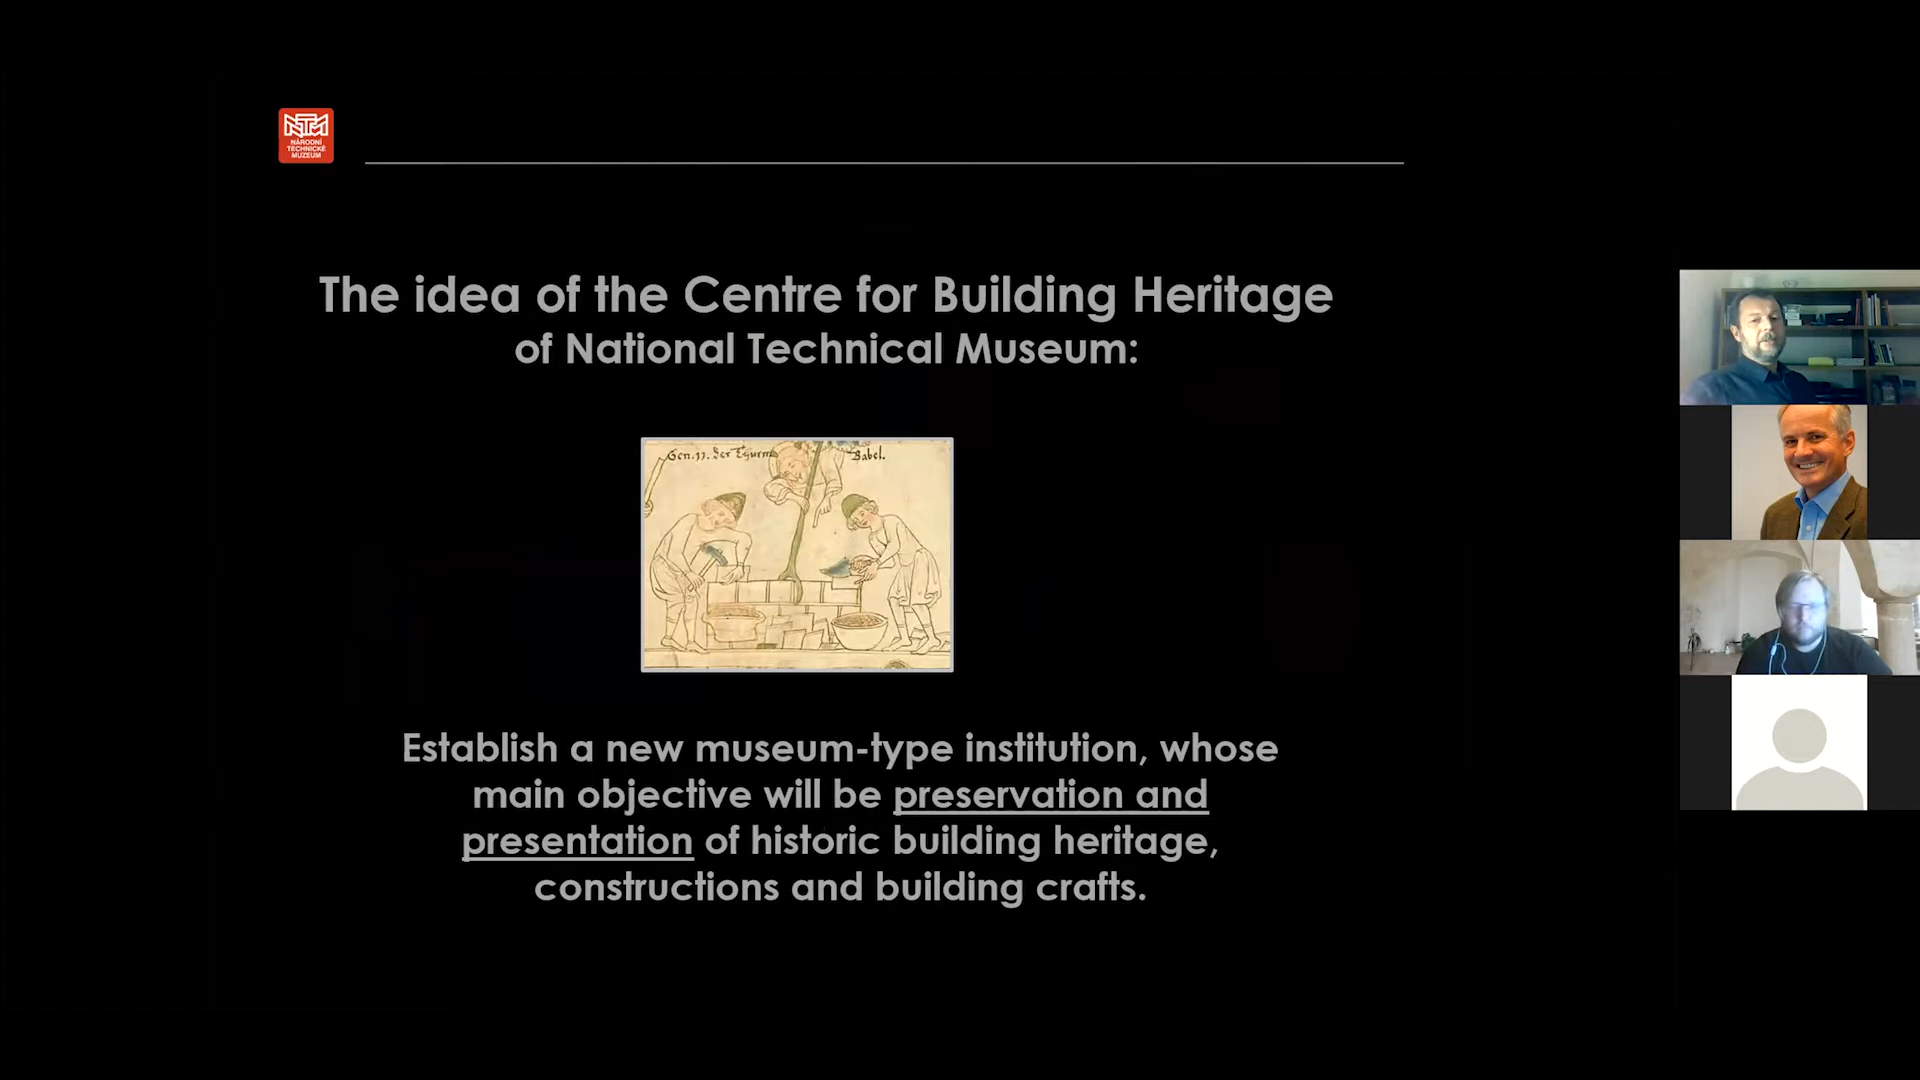 NTM
NÁRODNÍ
TECHNICKÉ
MUZEUM
The idea of the Centre for Building Heritage
of National Technical Museum:
Gen. 11. der Thurm Babel.
Establish a new museum-type institution, whose
main objective will be preservation and
presentation of historic building heritage,
constructions and building crafts.